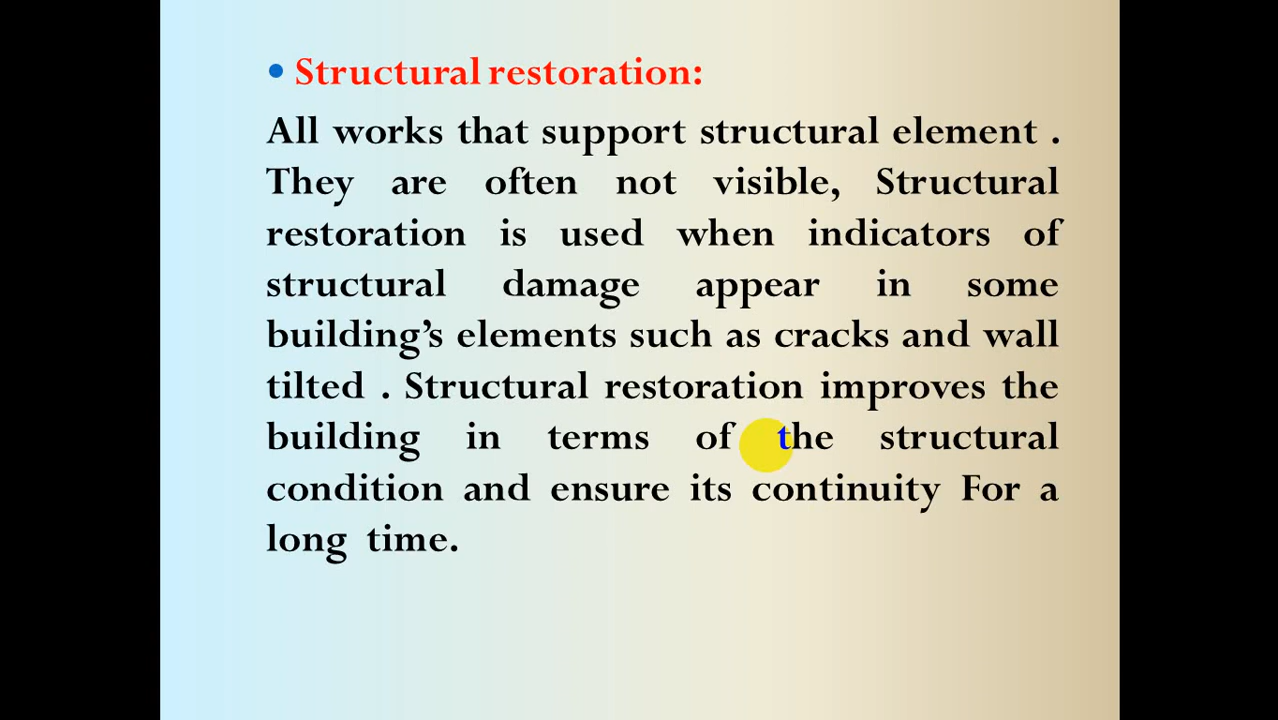 • Structural restoration:
All works that support structural element .
They are often not visible, Structural
restoration is used when indicators of
structural damage appear in some
building’s elements such as cracks and wall
tilted . Structural restoration improves the
building in terms of the structural
condition and ensure its continuity For a
long time.